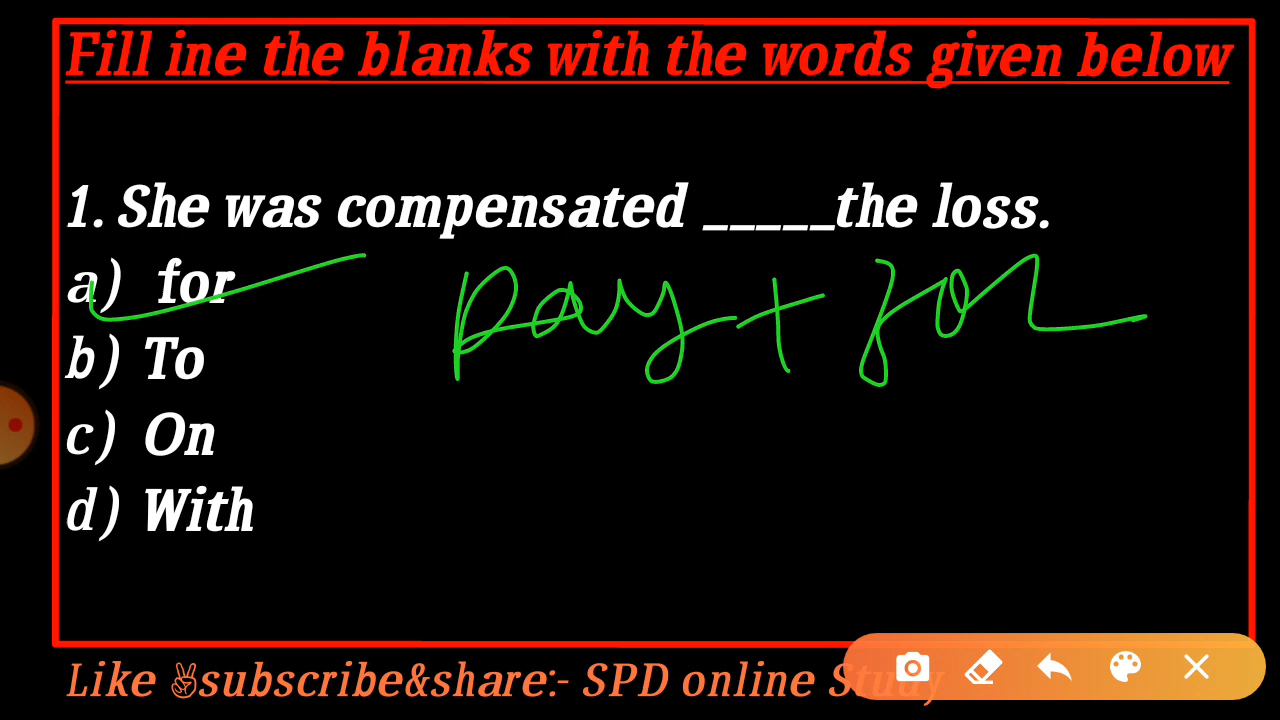 Fill ine the blanks with the words given below
1. She was compensated _____the loss.
a) for
pay + for
b) To
c) On
d) With
Like ✌subscribe&share:- SPD online Study